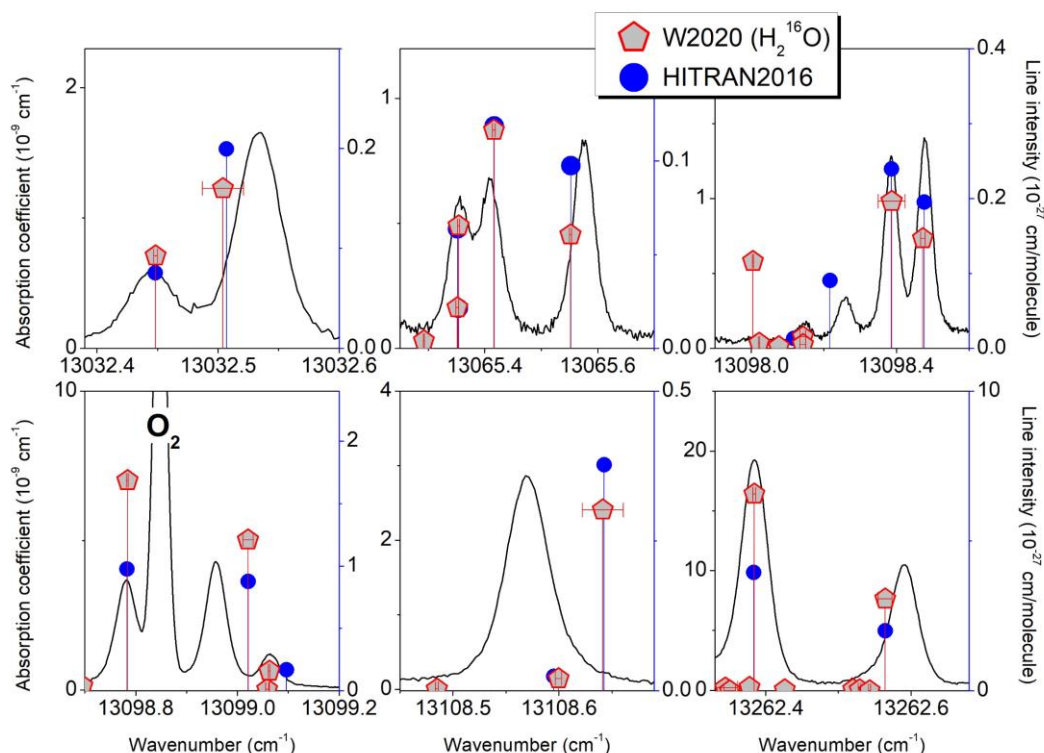 W2020 (H₂¹⁶O)
HITRAN2016
Absorption coefficient (10⁻⁹ cm⁻¹)
2
0
0.2
0.0
13032.4 13032.5 13032.6
1
0
0.1
0.0
13065.4 13065.6
1
0
0.4
0.2
0.0
13098.0 13098.4
Line intensity (10⁻²⁷ cm/molecule)
Absorption coefficient (10⁻⁹ cm⁻¹)
10
5
0
O₂
2
1
0
13098.8 13099.0 13099.2
Wavenumber (cm⁻¹)
4
2
0
0.5
0.0
13108.5 13108.6
Wavenumber (cm⁻¹)
20
10
0
10
5
0
13262.4 13262.6
Wavenumber (cm⁻¹)
Line intensity (10⁻²⁷ cm/molecule)